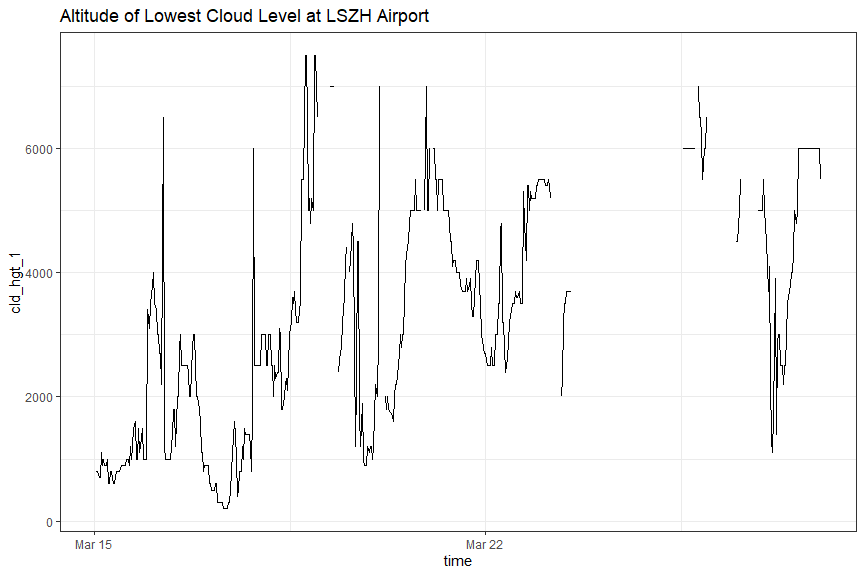 Altitude of Lowest Cloud Level at LSZH Airport
cld_hgt_1
6000
4000
2000
0
Mar 15 Mar 22
time